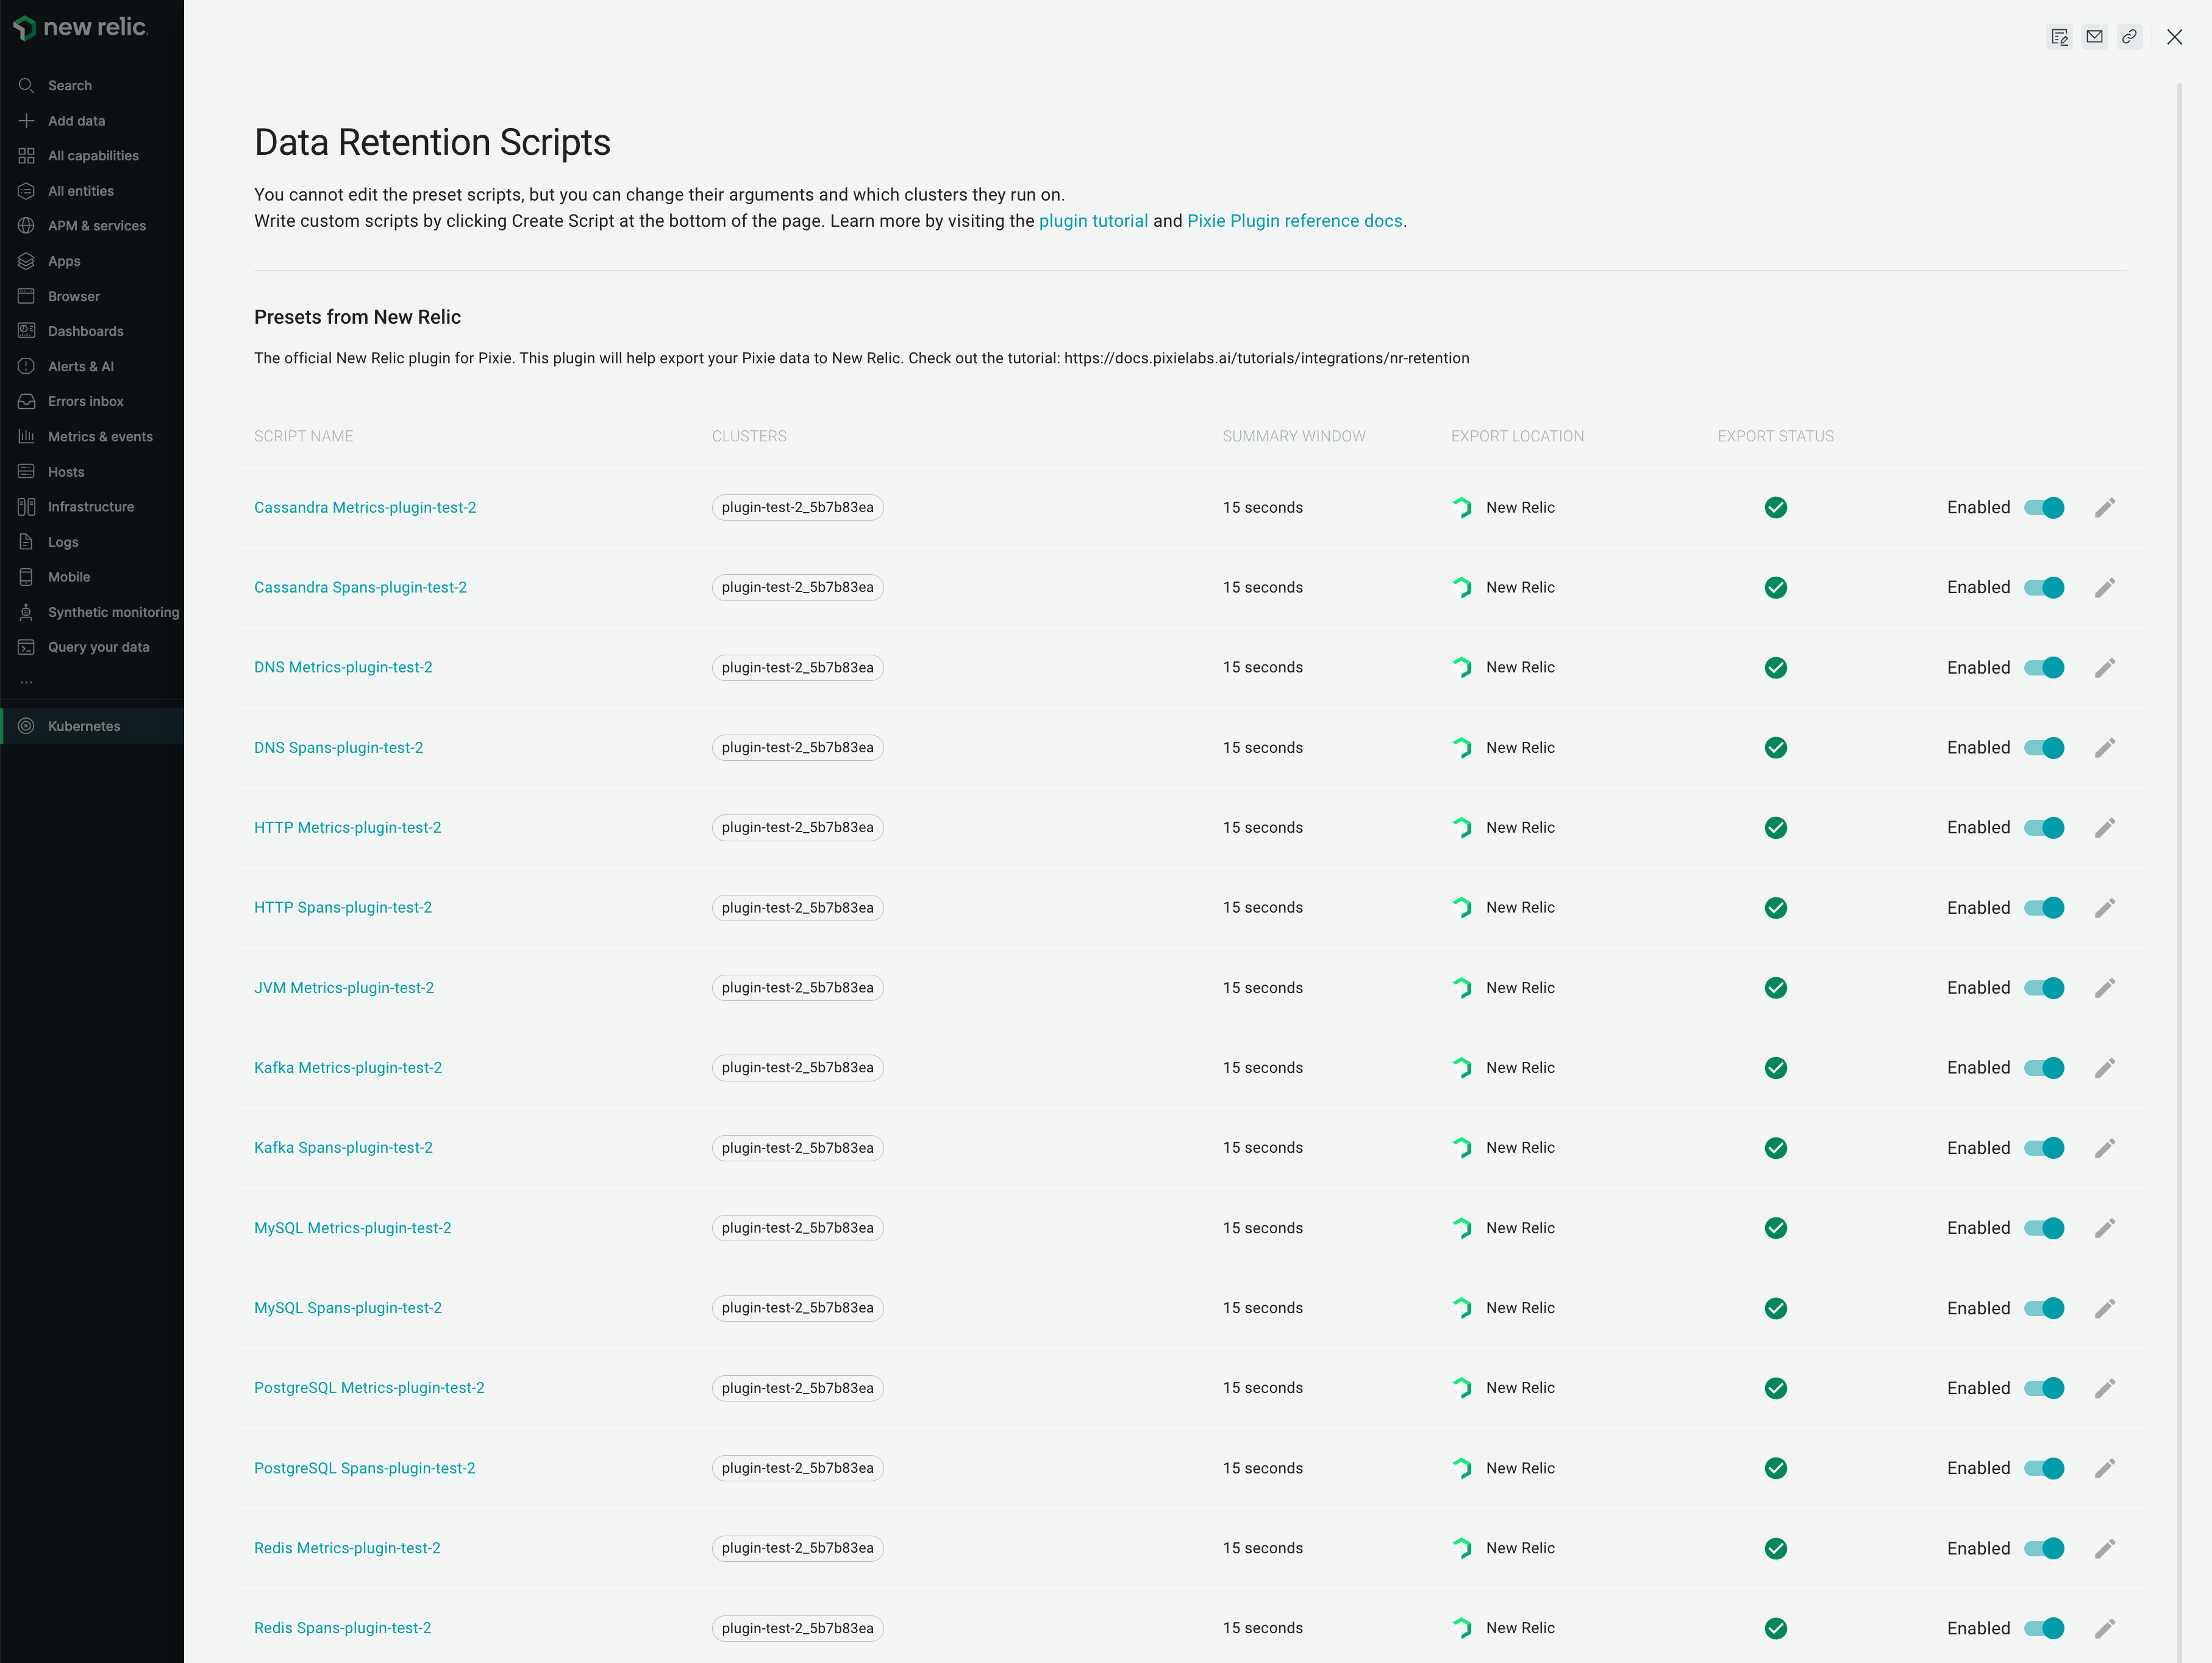 new relic.
Search
Add data
All capabilities
All entities
APM & services
Apps
Browser
Dashboards
Alerts & AI
Errors inbox
Metrics & events
Hosts
Infrastructure
Logs
Mobile
Synthetic monitoring
Query your data
...
Kubernetes
Data Retention Scripts
You cannot edit the preset scripts, but you can change their arguments and which clusters they run on.
Write custom scripts by clicking Create Script at the bottom of the page. Learn more by visiting the plugin tutorial and Pixie Plugin reference docs.
Presets from New Relic
The official New Relic plugin for Pixie. This plugin will help export your Pixie data to New Relic. Check out the tutorial: https://docs.pixielabs.ai/tutorials/integrations/nr-retention
SCRIPT NAME CLUSTERS SUMMARY WINDOW EXPORT LOCATION EXPORT STATUS
Cassandra Metrics-plugin-test-2 plugin-test-2_5b7b83ea 15 seconds New Relic Enabled
Cassandra Spans-plugin-test-2 plugin-test-2_5b7b83ea 15 seconds New Relic Enabled
DNS Metrics-plugin-test-2 plugin-test-2_5b7b83ea 15 seconds New Relic Enabled
DNS Spans-plugin-test-2 plugin-test-2_5b7b83ea 15 seconds New Relic Enabled
HTTP Metrics-plugin-test-2 plugin-test-2_5b7b83ea 15 seconds New Relic Enabled
HTTP Spans-plugin-test-2 plugin-test-2_5b7b83ea 15 seconds New Relic Enabled
JVM Metrics-plugin-test-2 plugin-test-2_5b7b83ea 15 seconds New Relic Enabled
Kafka Metrics-plugin-test-2 plugin-test-2_5b7b83ea 15 seconds New Relic Enabled
Kafka Spans-plugin-test-2 plugin-test-2_5b7b83ea 15 seconds New Relic Enabled
MySQL Metrics-plugin-test-2 plugin-test-2_5b7b83ea 15 seconds New Relic Enabled
MySQL Spans-plugin-test-2 plugin-test-2_5b7b83ea 15 seconds New Relic Enabled
PostgreSQL Metrics-plugin-test-2 plugin-test-2_5b7b83ea 15 seconds New Relic Enabled
PostgreSQL Spans-plugin-test-2 plugin-test-2_5b7b83ea 15 seconds New Relic Enabled
Redis Metrics-plugin-test-2 plugin-test-2_5b7b83ea 15 seconds New Relic Enabled
Redis Spans-plugin-test-2 plugin-test-2_5b7b83ea 15 seconds New Relic Enabled